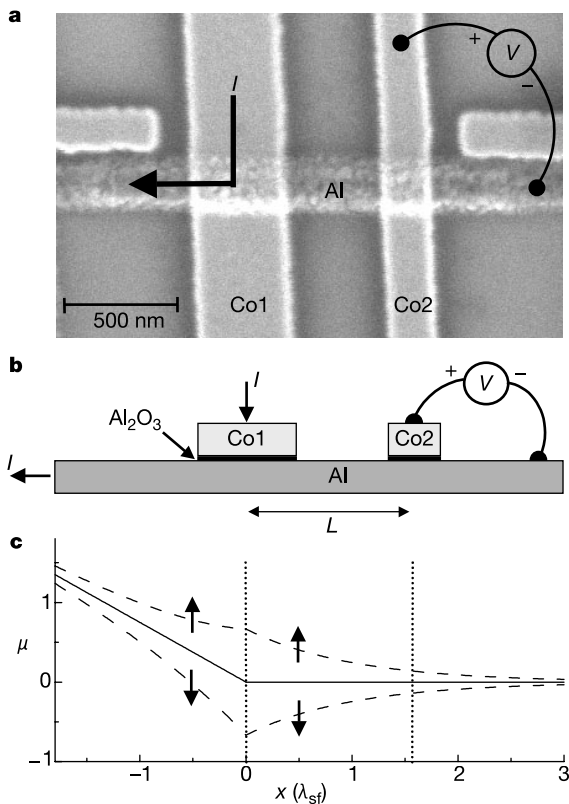 a
I
+
V
−
Al
500 nm
Co1
Co2
b
I
+
V
−
Al₂O₃
Co1
Co2
I
Al
L
c
1
μ
0
−1
−1
0
1
2
3
x (λsf)